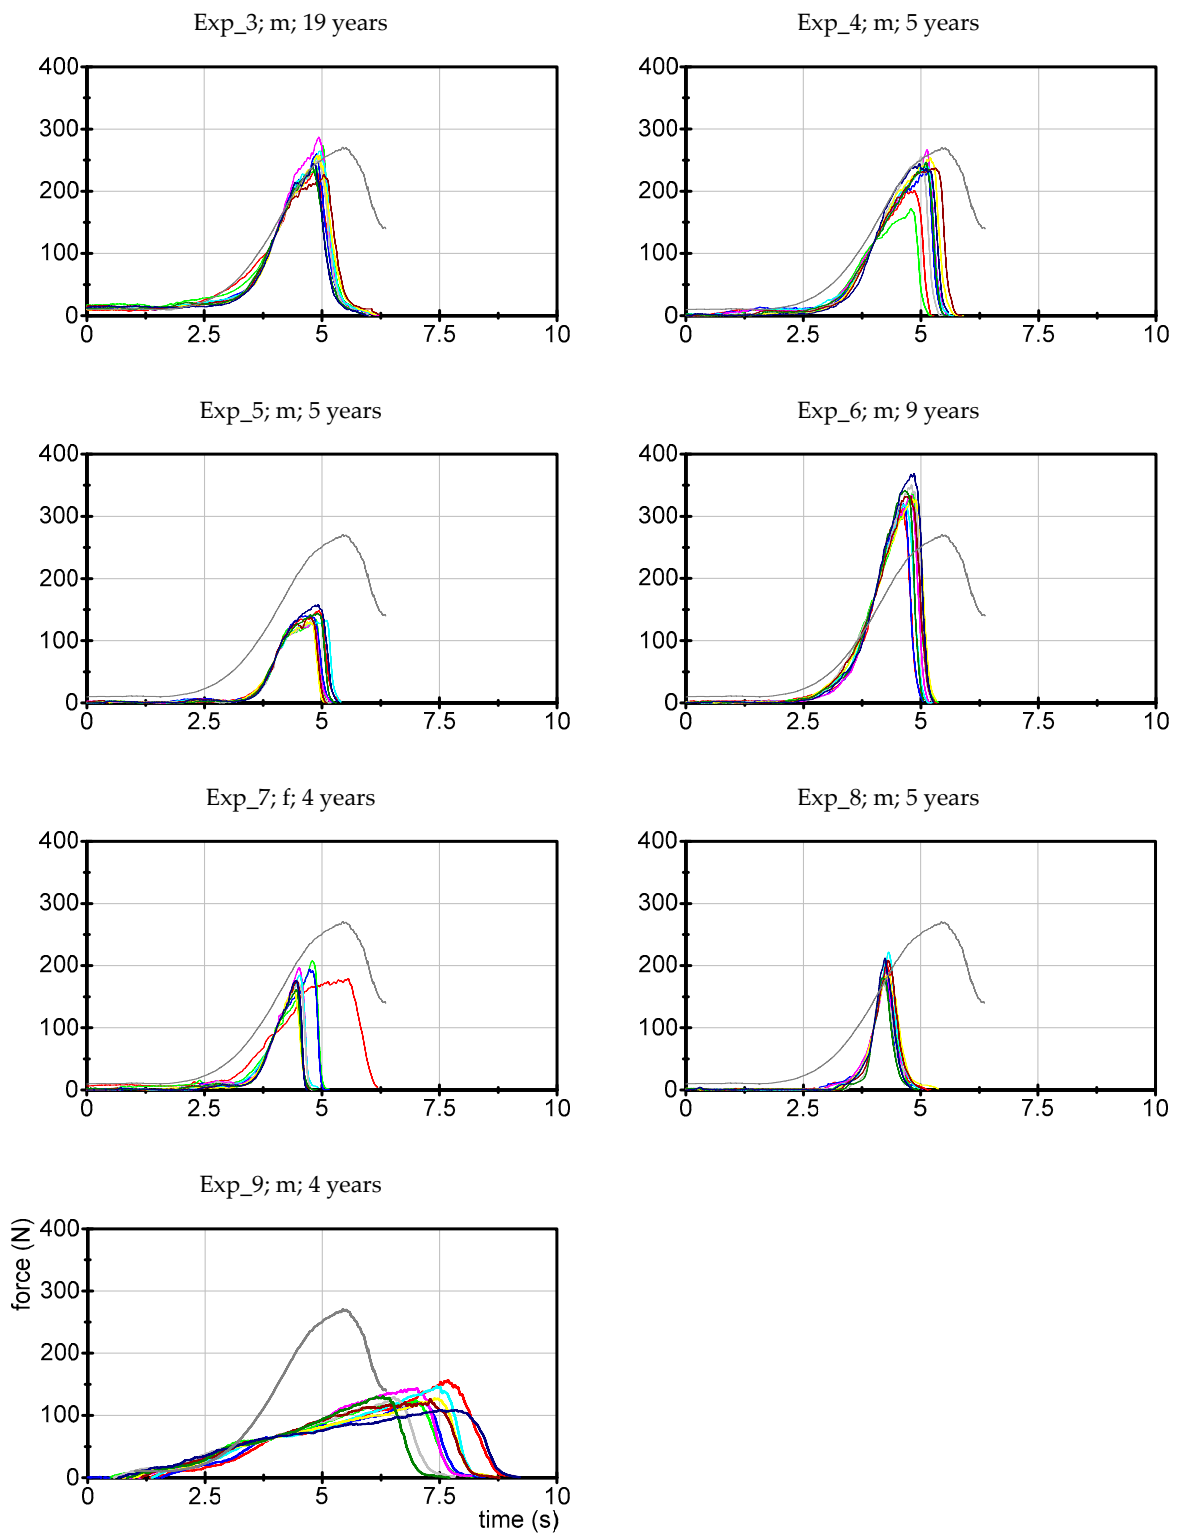 Exp_3; m; 19 years
Exp_4; m; 5 years
400
300
200
100
0
0 2.5 5 7.5 10
400
300
200
100
0
0 2.5 5 7.5 10
Exp_5; m; 5 years
Exp_6; m; 9 years
400
300
200
100
0
0 2.5 5 7.5 10
400
300
200
100
0
0 2.5 5 7.5 10
Exp_7; f; 4 years
Exp_8; m; 5 years
400
300
200
100
0
0 2.5 5 7.5 10
400
300
200
100
0
0 2.5 5 7.5 10
Exp_9; m; 4 years
force (N)
400
300
200
100
0
0 2.5 5 7.5 10
time (s)